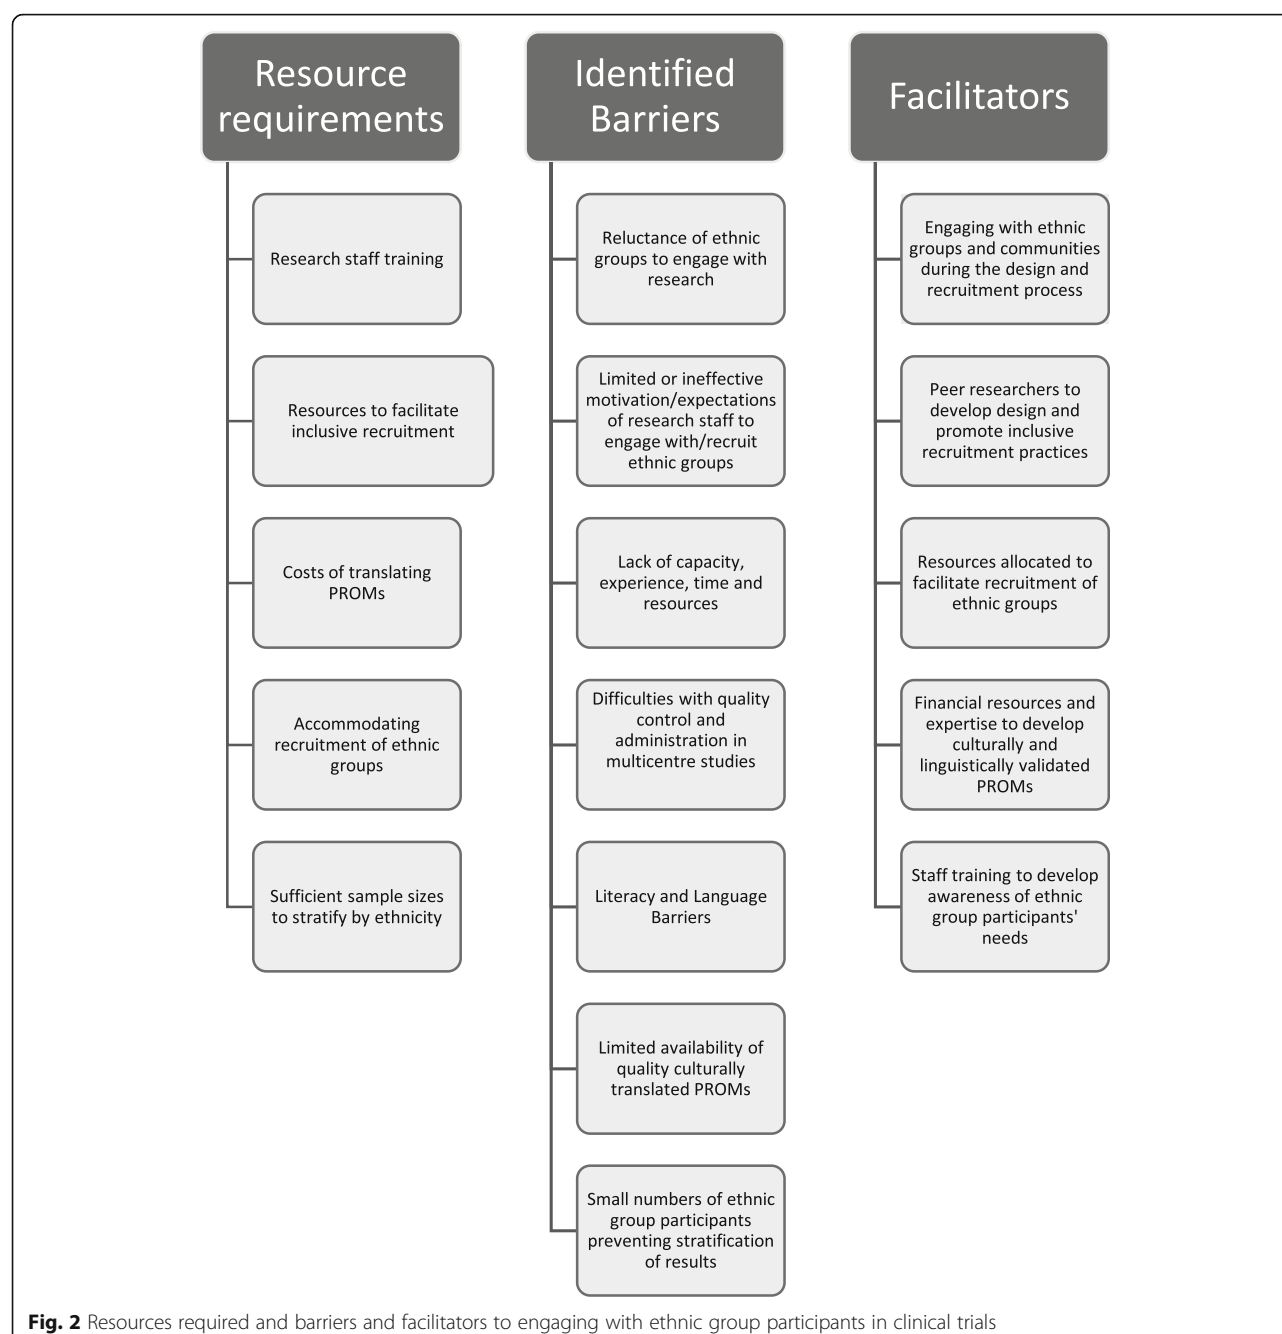 Resource
requirements
Research staff training
Resources to facilitate
inclusive recruitment
Costs of translating
PROMs
Accommodating
recruitment of ethnic
groups
Sufficient sample sizes
to stratify by ethnicity
Identified
Barriers
Reluctance of ethnic
groups to engage with
research
Limited or ineffective
motivation/expectations
of research staff to
engage with/recruit
ethnic groups
Lack of capacity,
experience, time and
resources
Difficulties with quality
control and
administration in
multicentre studies
Literacy and Language
Barriers
Limited availability of
quality culturally
translated PROMs
Small numbers of ethnic
group participants
preventing stratification
of results
Facilitators
Engaging with ethnic
groups and communities
during the design and
recruitment process
Peer researchers to
develop design and
promote inclusive
recruitment practices
Resources allocated to
facilitate recruitment of
ethnic groups
Financial resources and
expertise to develop
culturally and
linguistically validated
PROMs
Staff training to develop
awareness of ethnic
group participants'
needs
Fig. 2 Resources required and barriers and facilitators to engaging with ethnic group participants in clinical trials